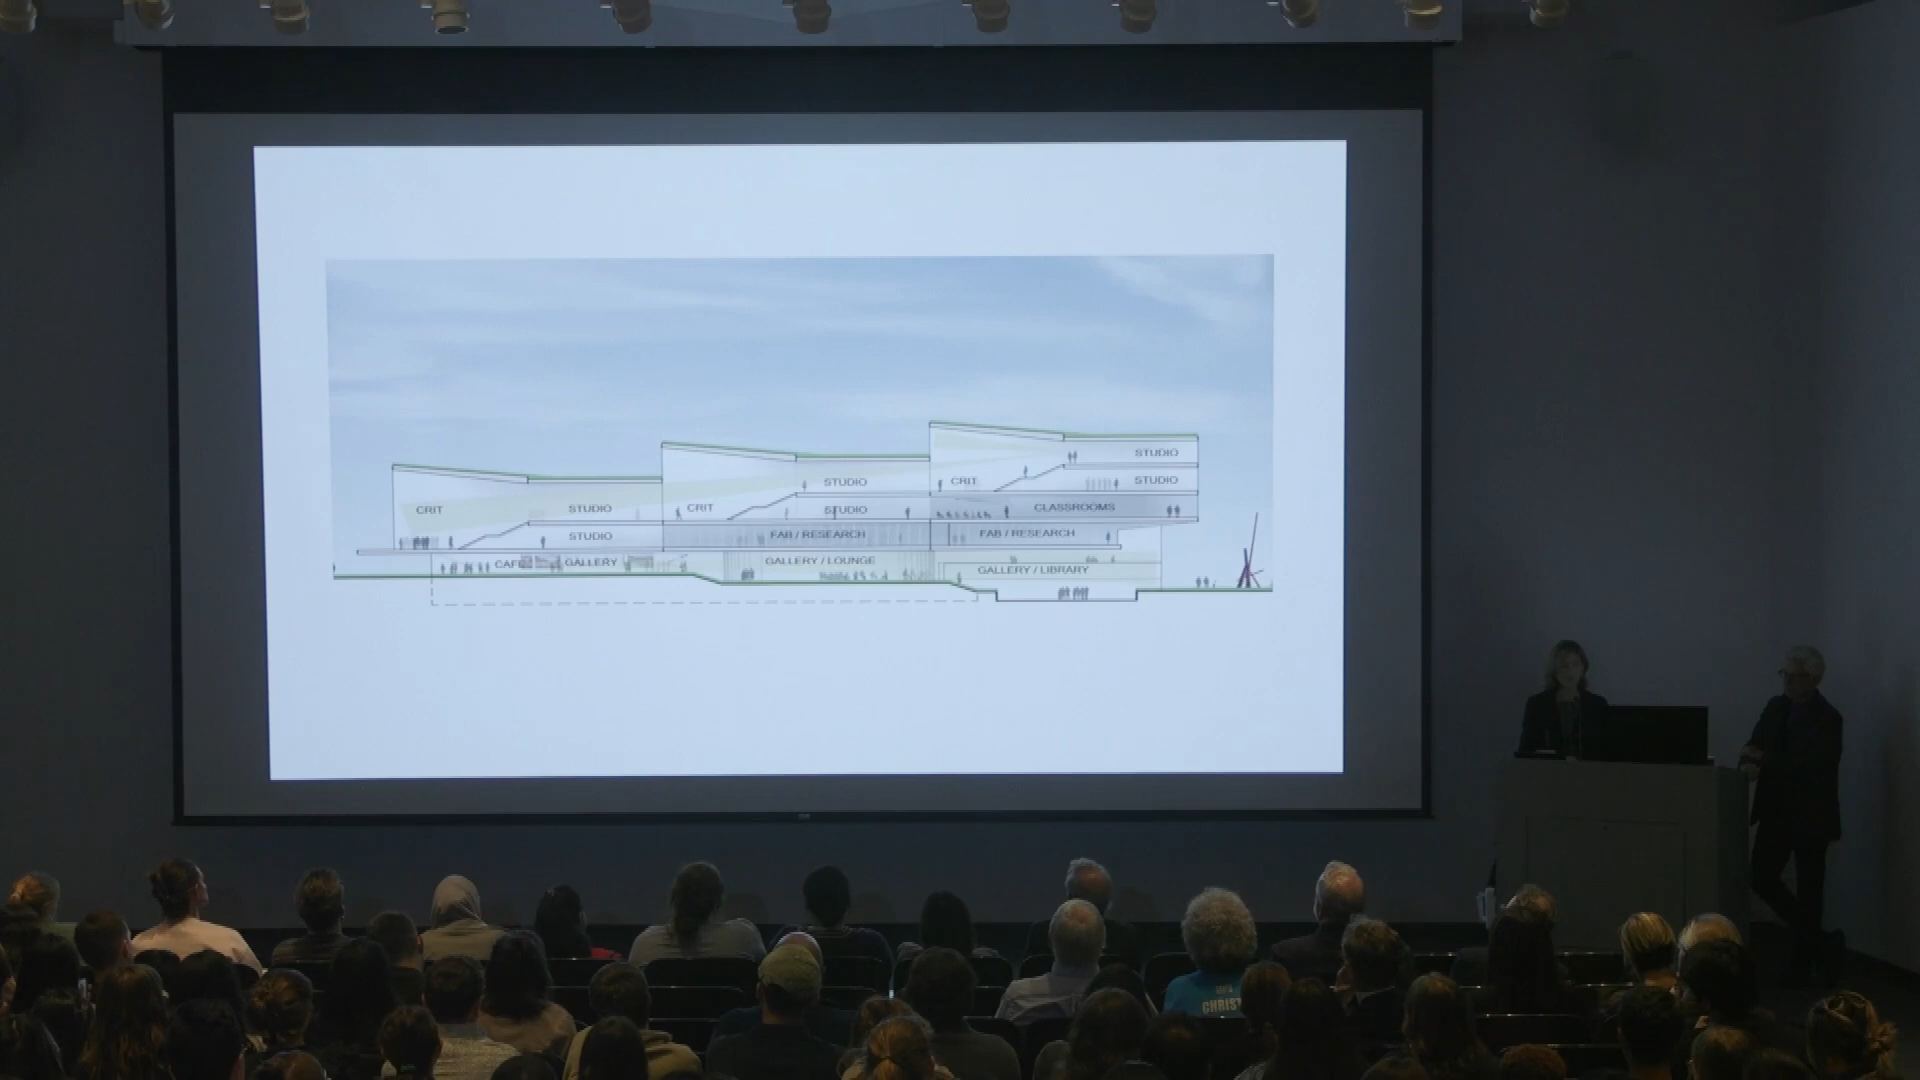 STUDIO
STUDIO
CRIT
STUDIO
CLASSROOMS
CRIT
STUDIO
CRIT
STUDIO
STUDIO
FAB / RESEARCH
FAB / RESEARCH
CAFE
GALLERY
GALLERY / LOUNGE
GALLERY / LIBRARY
CHRIST